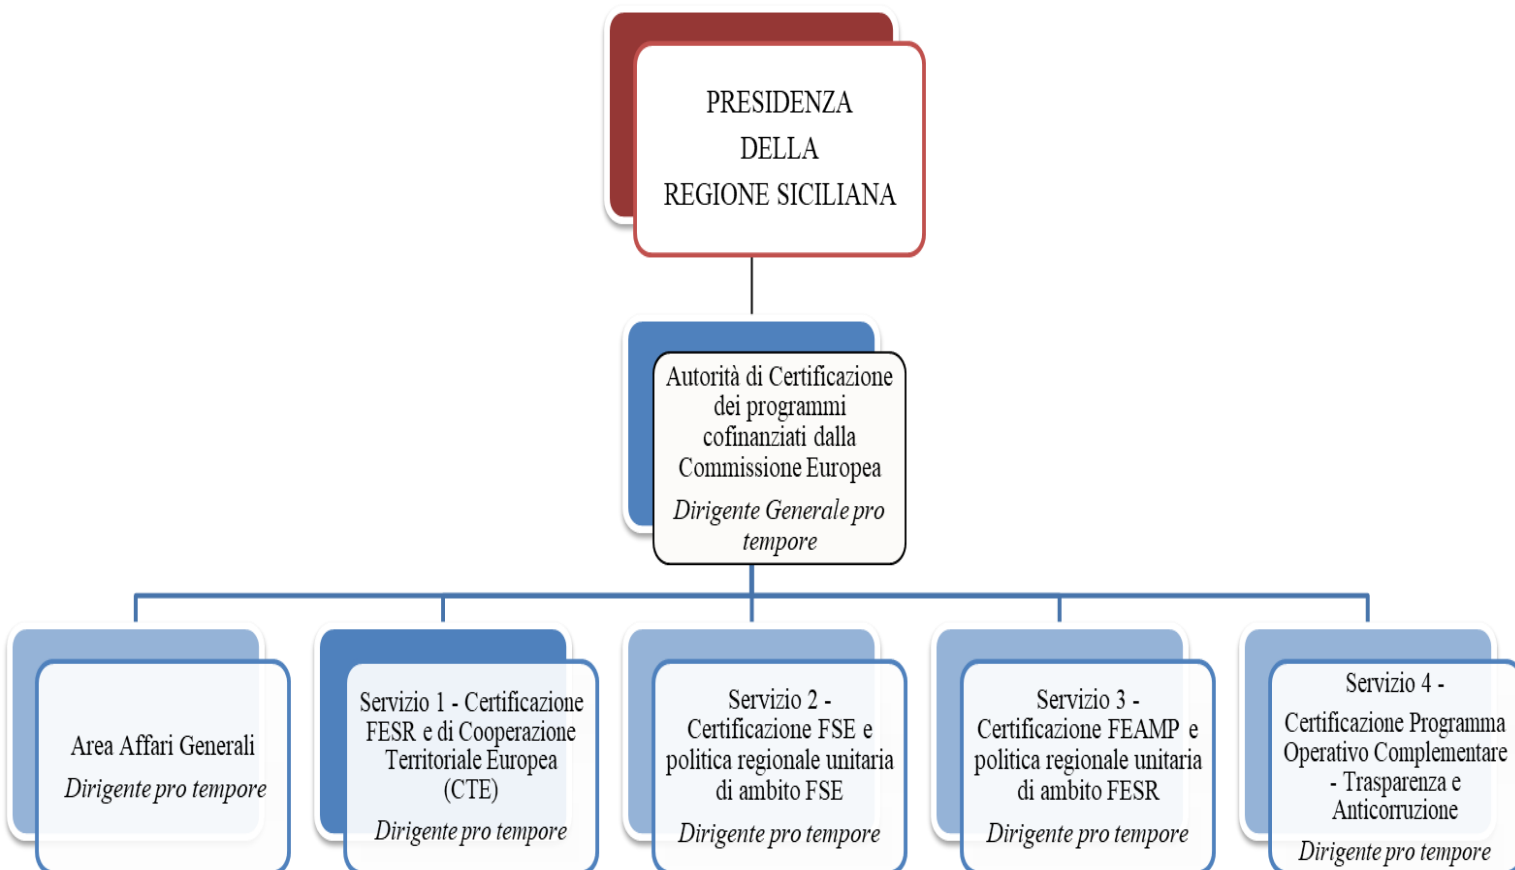 PRESIDENZA
DELLA
REGIONE SICILIANA
Autorità di Certificazione
dei programmi
cofinanziati dalla
Commissione Europea
Dirigente Generale pro
tempore
Area Affari Generali
Dirigente pro tempore
Servizio 1 - Certificazione
FESR e di Cooperazione
Territoriale Europea
(CTE)
Dirigente pro tempore
Servizio 2 -
Certificazione FSE e
politica regionale unitaria
di ambito FSE
Dirigente pro tempore
Servizio 3 -
Certificazione FEAMP e
politica regionale unitaria
di ambito FESR
Dirigente pro tempore
Servizio 4 -
Certificazione Programma
Operativo Complementare
- Trasparenza e
Anticorruzione
Dirigente pro tempore